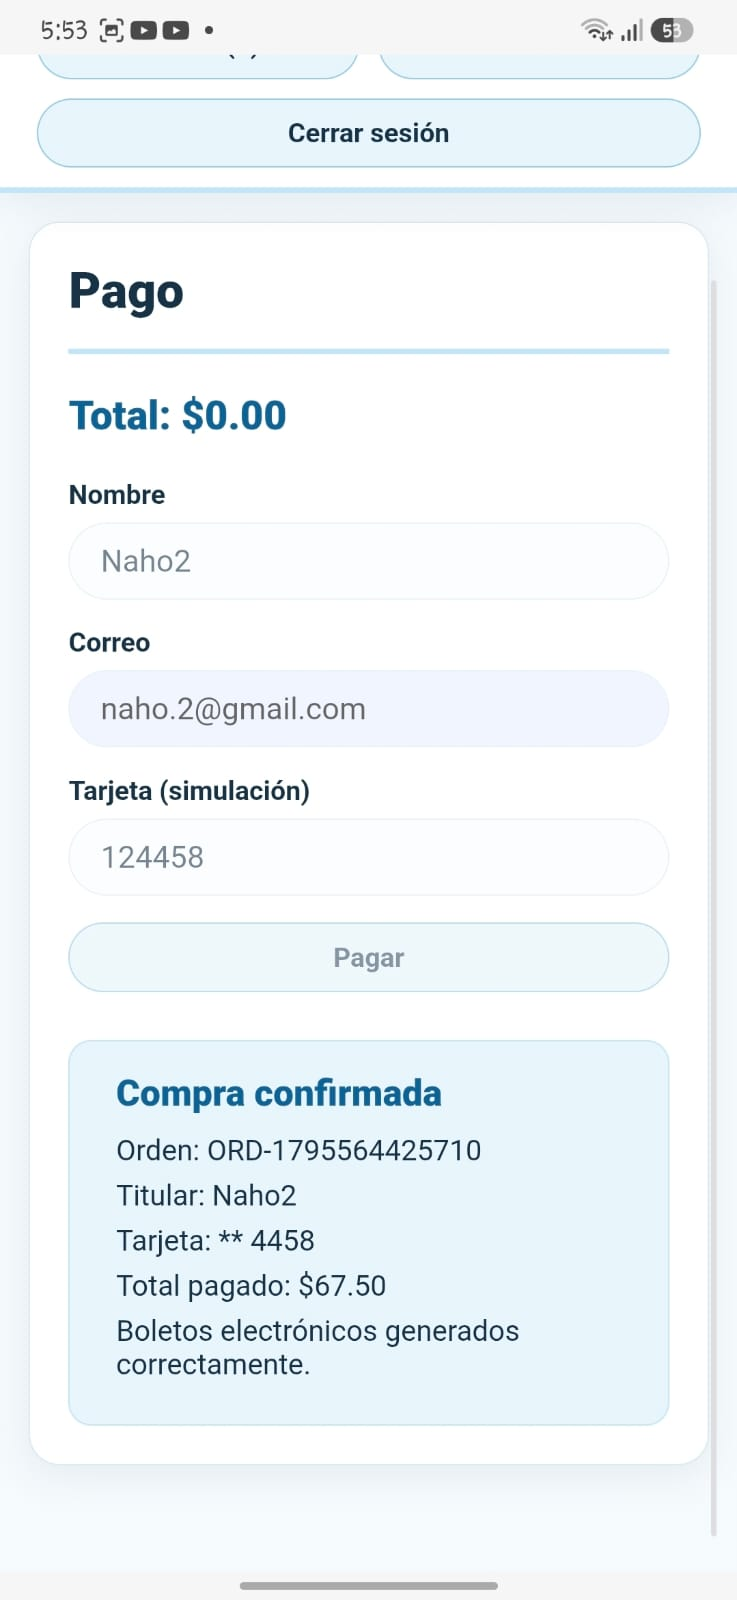 5:53
53
Cerrar sesión
Pago
Total: $0.00
Nombre
Naho2
Correo
naho.2@gmail.com
Tarjeta (simulación)
124458
Pagar
Compra confirmada
Orden: ORD-1795564425710
Titular: Naho2
Tarjeta: ** 4458
Total pagado: $67.50
Boletos electrónicos generados
correctamente.